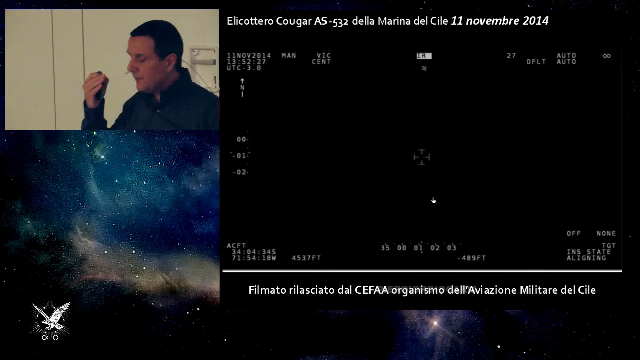 Elicottero Cougar AS-532 della Marina del Cile 11 novembre 2014
11NOV2014 MAN VIC IR 27 AUTO ∞
13:52:27 CENT DFLT AUTO
UTC-3.0
N
00
-01
-02
OFF NONE
ACFT 35 00 01 02 03 TGT
34:04:34S INS STATE
71:54:18W 4537FT -489FT ALIGNING
Filmato rilasciato dal CEFAA organismo dell'Aviazione Militare del Cile